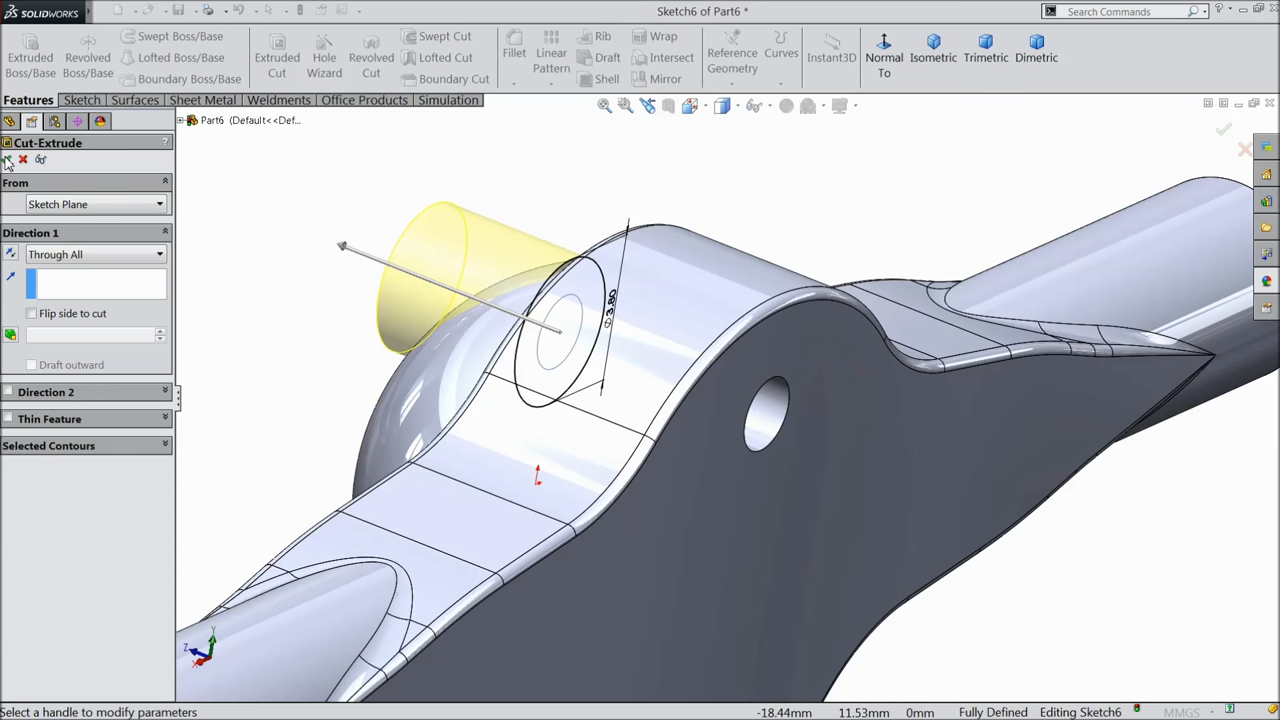 SOLIDWORKS
Sketch6 of Part6 *
Search Commands
?
Extruded
Boss/Base
Revolved
Boss/Base
Swept Boss/Base
Lofted Boss/Base
Boundary Boss/Base
Extruded
Cut
Hole
Wizard
Revolved
Cut
Swept Cut
Lofted Cut
Boundary Cut
Fillet
Linear
Pattern
Rib
Draft
Shell
Wrap
Intersect
Mirror
Reference
Geometry
Curves
Instant3D
Normal
To
Isometric
Trimetric
Dimetric
Features
Sketch
Surfaces
Sheet Metal
Weldments
Office Products
Simulation
Part6 (Default<<Def...
Cut-Extrude
?
From
Sketch Plane
Direction 1
Through All
Flip side to cut
Draft outward
Direction 2
Thin Feature
Selected Contours
∅3.80
Y
Z
X
Select a handle to modify parameters
-18.44mm
11.53mm
0mm
Fully Defined
Editing Sketch6
MMGS
?